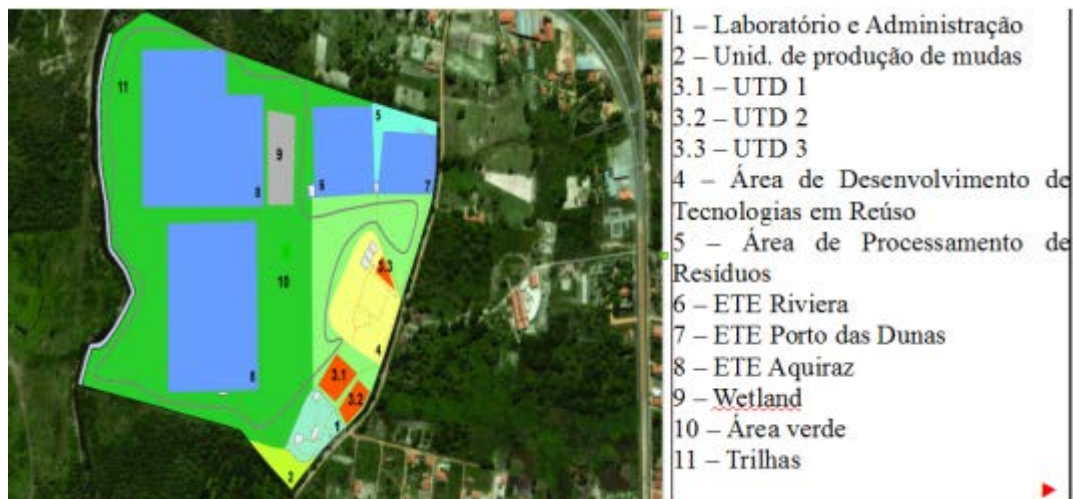 11
5
9
8
6
7
3.3
10
4
8
3.1
3.2
1
3
1 – Laboratório e Administração
2 – Unid. de produção de mudas
3.1 – UTD 1
3.2 – UTD 2
3.3 – UTD 3
4 – Área de Desenvolvimento de
Tecnologias em Reúso
5 – Área de Processamento de
Resíduos
6 – ETE Riviera
7 – ETE Porto das Dunas
8 – ETE Aquiraz
9 – Wetland
10 – Área verde
11 – Trilhas